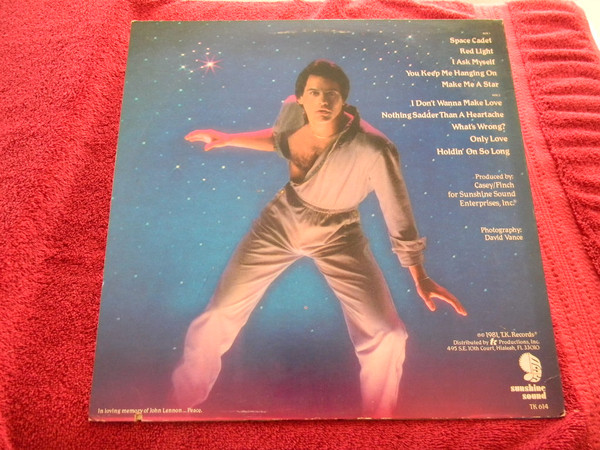 Space Cadet
Red Light
I Ask Myself
You Keep Me Hanging On
Make Me A Star
I Don't Wanna Make Love
Nothing Sadder Than A Heartache
What's Wrong?
Only Love
Holdin' On So Long
Produced by:
Casey/Finch
for Sunshine Sound
Enterprises, Inc.
Photography:
David Vance
1981, T.K. Records
Distributed by tk Productions, Inc.
495 S.E. 10th Court, Hialeah, FL 33010
sunshine
sound
TK 614
In loving memory of John Lennon... Peace.